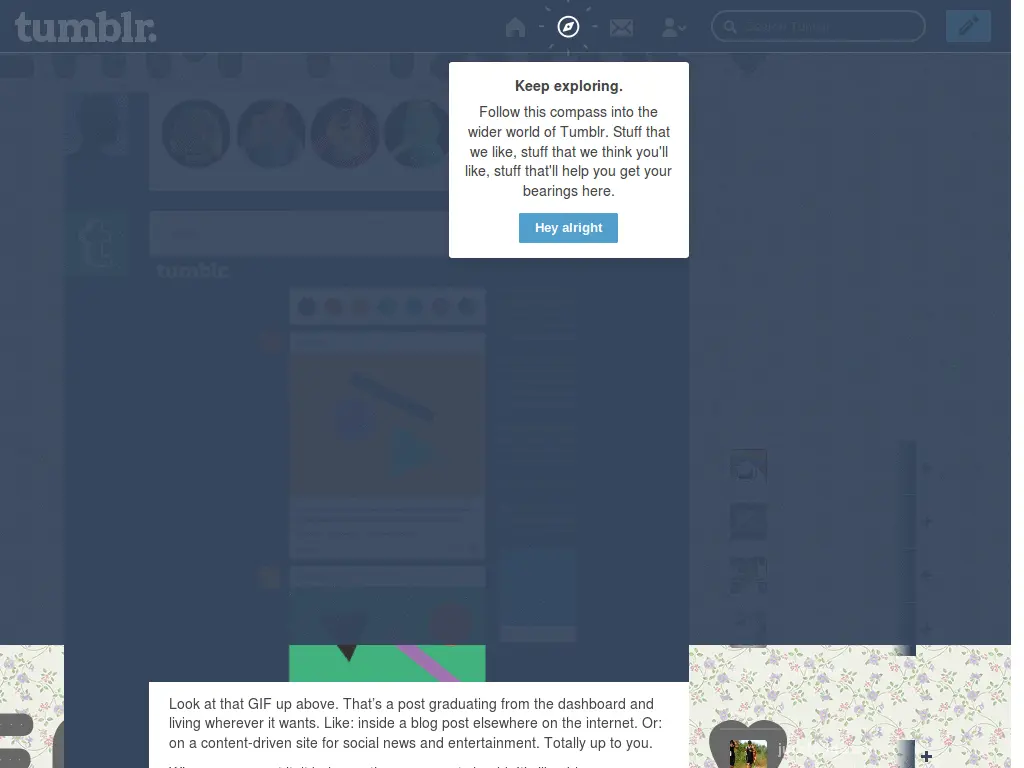 tumblr.
Search Tumblr
Keep exploring.
Follow this compass into the
wider world of Tumblr. Stuff that
we like, stuff that we think you'll
like, stuff that'll help you get your
bearings here.
Hey alright
tumblr.
Look at that GIF up above. That's a post graduating from the dashboard and
living wherever it wants. Like: inside a blog post elsewhere on the internet. Or:
on a content-driven site for social news and entertainment. Totally up to you.